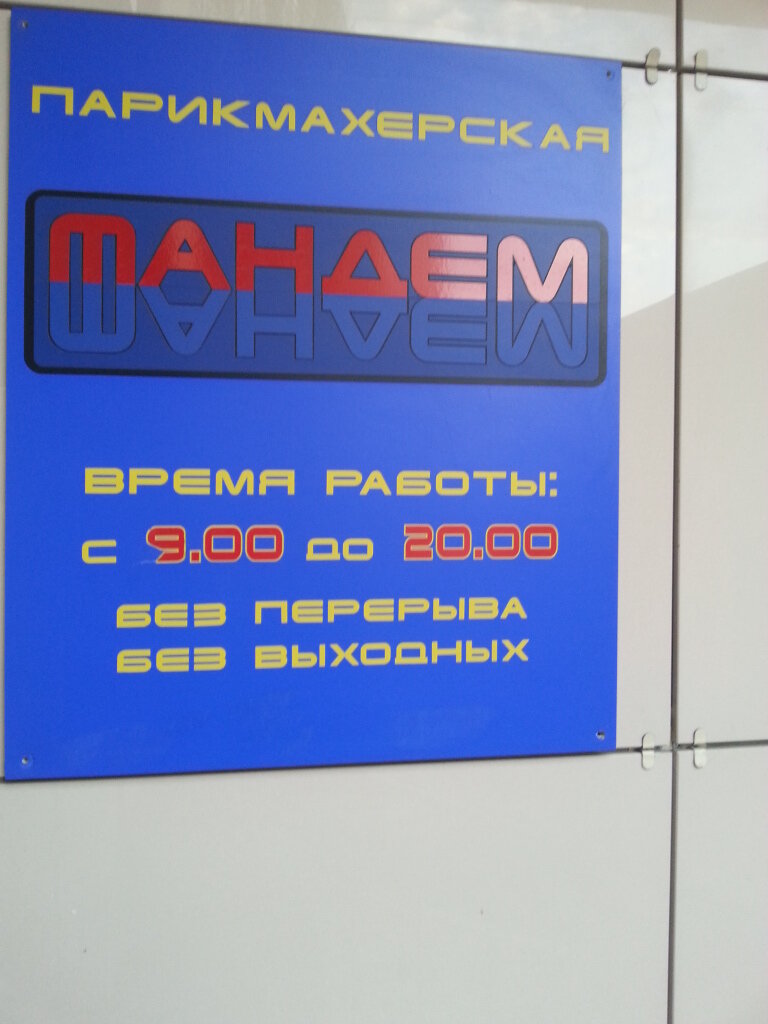 ПАРИКМАХЕРСКАЯ
ТАНДЕМ
ВРЕМЯ РАБОТЫ:
С 9.00 ДО 20.00
БЕЗ ПЕРЕРЫВА
БЕЗ ВЫХОДНЫХ